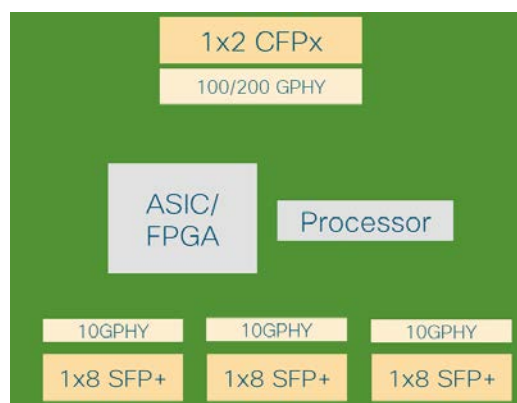 1x2 CFPx
100/200 GPHY
ASIC/
FPGA
Processor
10GPHY
10GPHY
10GPHY
1x8 SFP+
1x8 SFP+
1x8 SFP+